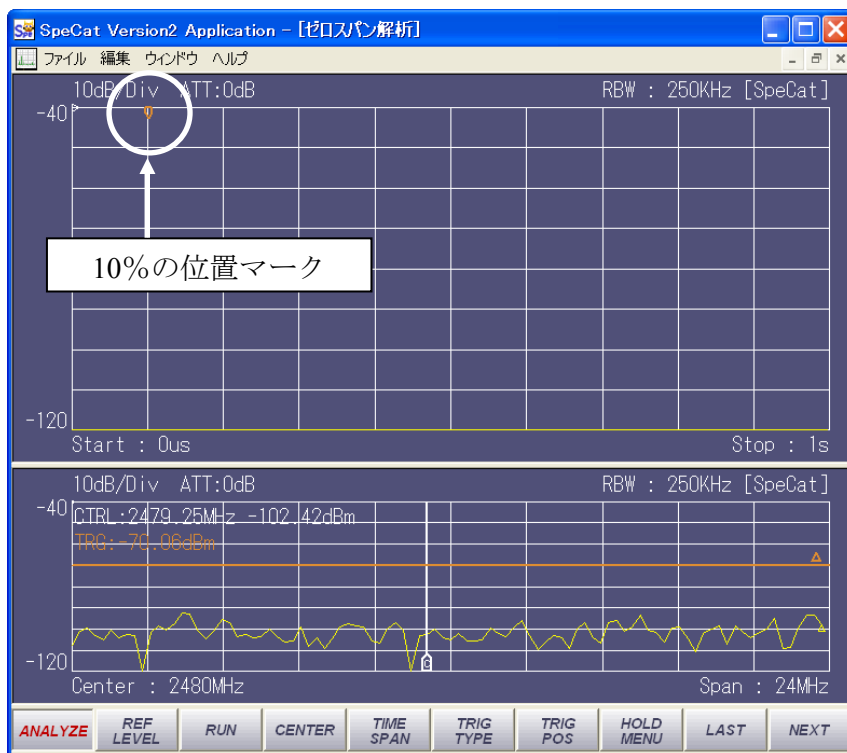 SpeCat Version2 Application - [ゼロスパン解析]
ファイル 編集 ウィンドウ ヘルプ
10dB/Div ATT:0dB RBW : 250KHz [SpeCat]
-40
10%の位置マーク
-120
Start : 0us Stop : 1s
10dB/Div ATT:0dB RBW : 250KHz [SpeCat]
-40
CTRL:2479.25MHz -102.42dBm
TRG:-70.06dBm
-120
C
Center : 2480MHz Span : 24MHz
ANALYZE REF LEVEL RUN CENTER TIME SPAN TRIG TYPE TRIG POS HOLD MENU LAST NEXT